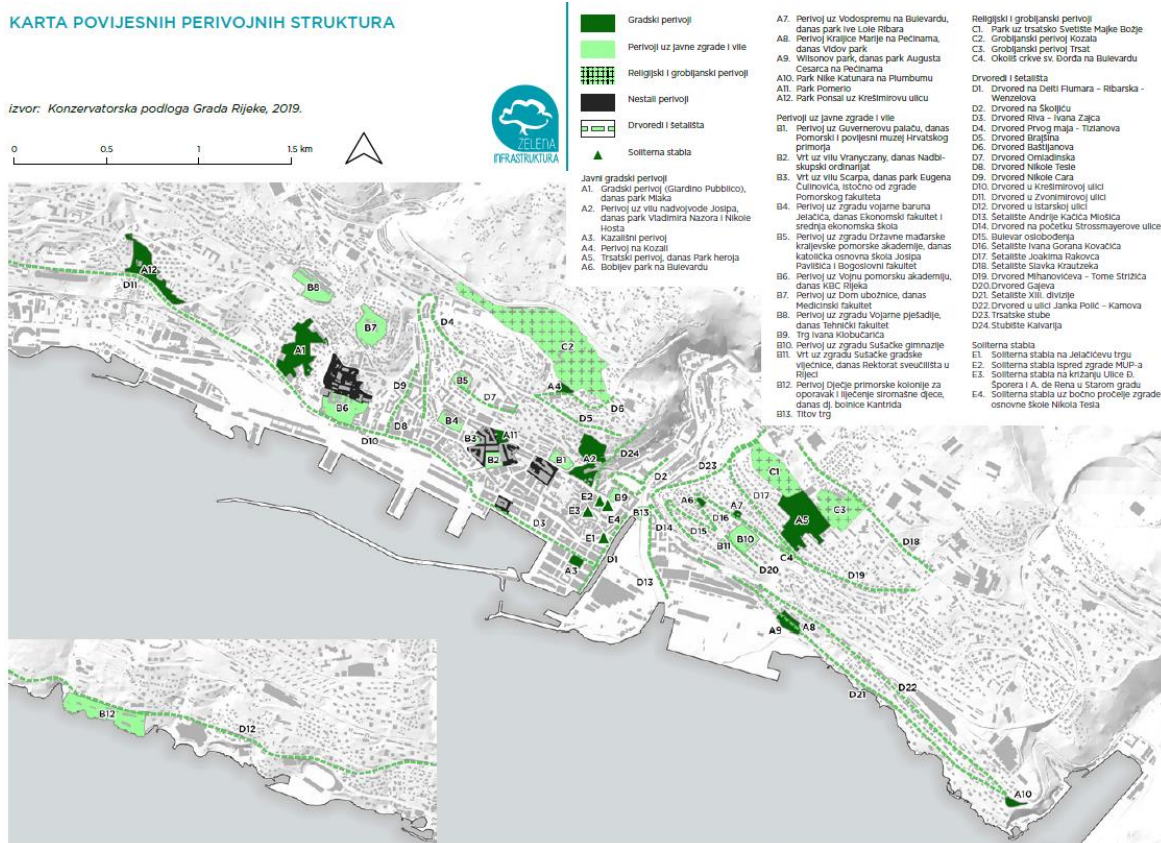 KARTA POVIJESNIH PERIVOJNIH STRUKTURA
izvor: Konzervatorska podloga Grada Rijeke, 2019.
0 0.5 1 1.5 km
ZELENA
INFRASTRUKTURA
Gradski perivoji
Perivoji uz javne zgrade i vile
Religijski i grobljanski perivoji
Nestali perivoji
Drvoredi i šetališta
Soliterna stabla
Javni gradski perivoji
A1. Gradski perivoj (Giardino Pubblico),
danas park Mlaka
A2. Perivoj uz vilu nadvojvode Josipa,
danas park Vladimira Nazora i Nikole
Hosta
A3. Kazališni perivoj
A4. Perivoj na Kozali
A5. Trsatski perivoj, danas Park heroja
A6. Bobijev park na Bulevardu
A7. Perivoj uz Vodospremu na Bulevardu,
danas park Ive Lole Ribara
A8. Perivoj Kraljice Marije na Pećinama,
danas Vidov park
A9. Wilsonov park, danas park Augusta
Cesarca na Pećinama
A10. Park Nike Katunara na Plumbumu
A11. Park Pomerio
A12. Park Ponsal uz Krešimirovu ulicu
Perivoji uz javne zgrade i vile
B1. Perivoj uz Guvernerovu palaču, danas
Pomorski i povijesni muzej Hrvatskog
primorja
B2. Vrt uz vilu Vranyczany, danas Nadbi-
skupski ordinarijat
B3. Vrt uz vilu Scarpa, danas park Eugena
Čulinovića, istočno od zgrade
Pomorskog fakulteta
B4. Perivoj uz zgradu vojarne baruna
Jelačića, danas Ekonomski fakultet i
srednja ekonomska škola
B5. Perivoj uz zgradu Državne mađarske
kraljevske pomorske akademije, danas
katolička osnovna škola Josipa
Pavlišića i Bogoslovni fakultet
B6. Perivoj uz Vojnu pomorsku akademiju,
danas KBC Rijeka
B7. Perivoj uz Dom ubožnice, danas
Medicinski fakultet
B8. Perivoj uz zgradu Vojarne pješadije,
danas Tehnički fakultet
B9. Trg Ivana Klobučarića
B10. Perivoj uz zgradu Sušačke gimnazije
B11. Vrt uz zgradu Sušačke gradske
vijećnice, danas Rektorat sveučilišta u
Rijeci
B12. Perivoj Dječje primorske kolonije za
oporavak i liječenje siromašne djece,
danas dj. bolnice Kantrida
B13. Titov trg
Religijski i grobljanski perivoji
C1. Park uz trsatsko Svetište Majke Božje
C2. Grobljanski perivoj Kozala
C3. Grobljanski perivoj Trsat
C4. Okoliš crkve sv. Đorđa na Bulevardu
Drvoredi i šetališta
D1. Drvored na Delti Fiumara - Ribarska -
Wenzelova
D2. Drvored na Školjiću
D3. Drvored Riva - Ivana Zajca
D4. Drvored Prvog maja - Tizianova
D5. Drvored Brajšina
D6. Drvored Baštijanova
D7. Drvored Omladinska
D8. Drvored Nikole Tesle
D9. Drvored Nikole Cara
D10. Drvored u Krešimirovoj ulici
D11. Drvored u Zvonimirovoj ulici
D12. Drvored u Istarskoj ulici
D13. Šetalište Andrije Kačića Miošića
D14. Drvored na početku Strossmayerove ulice
D15. Bulevar oslobođenja
D16. Šetalište Ivana Gorana Kovačića
D17. Šetalište Joakima Rakovca
D18. Šetalište Slavka Krautzeka
D19. Drvored Mihanovićeva - Tome Strižića
D20. Drvored Gajeva
D21. Šetalište XIII. divizije
D22. Drvored u ulici Janka Polić - Kamova
D23. Trsatske stube
D24. Stubište Kalvarija
Soliterna stabla
E1. Soliterna stabla na Jelačićevu trgu
E2. Soliterna stabla ispred zgrade MUP-a
E3. Soliterna stabla na križanju Ulice Đ.
Šporera i A. de Rena u Starom gradu
E4. Soliterna stabla uz bočno pročelje zgrade
osnovne škole Nikola Tesla
A12
D11
B8
B7
D4
A1
C2
D9
B5
A4
B6
D7
D6
D8
B4
D5
D10
B3
A11
B2
B1
A2
D24
D23
C1
D2
E2
B9
A6
A7
D17
E3
E4
B13
D16
A5
C3
D3
D14
D15
B11
B10
D18
E1
C4
A3
D1
D13
D20
D19
A9
A8
D21
D22
A10
B12
D12